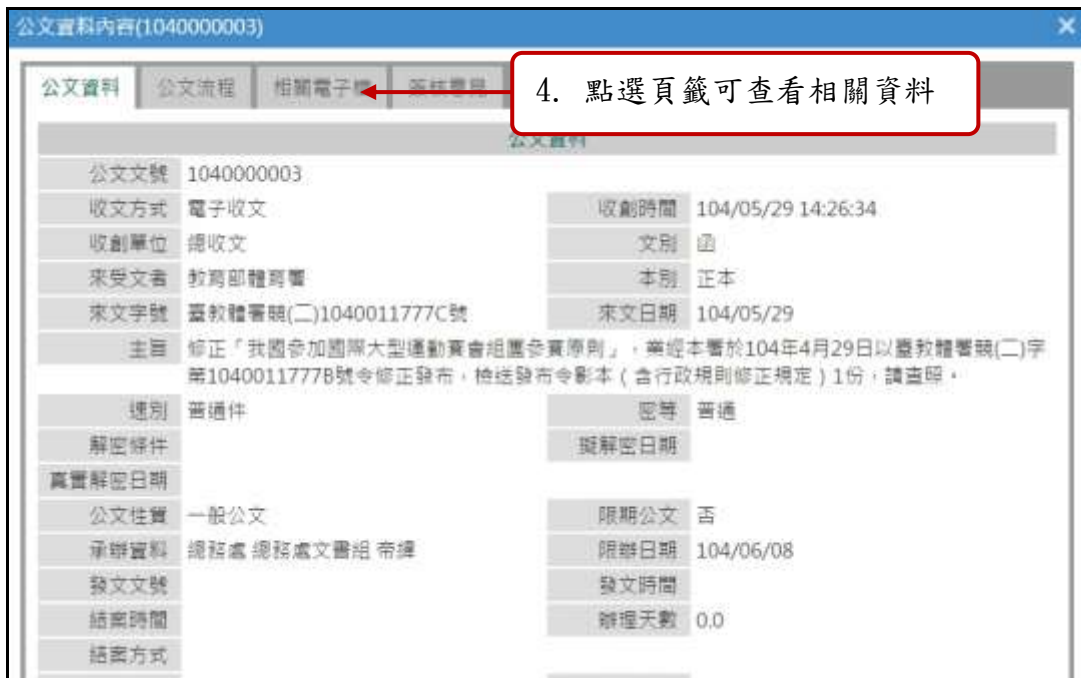 公文資料內容(1040000003)
公文資料 公文流程 相關電子檔 簽核意見
4. 點選頁籤可查看相關資料
公文資料
公文文號 1040000003
收文方式 電子收文 收創時間 104/05/29 14:26:34
收創單位 總收文 文別 函
來受文者 教育部體育署 本別 正本
來文字號 臺教體署競(二)1040011777C號 來文日期 104/05/29
主旨 修正「我國參加國際大型運動賽會組團參賽原則」，業經本署於104年4月29日以臺教體署競(二)字
第1040011777B號令修正發布，檢送發布令影本（含行政規則修正規定）1份，請查照。
速別 普通件 密等 普通
解密條件 擬解密日期
真實解密日期
公文性質 一般公文 限期公文 否
承辦資料 總務處 總務處文書組 帝緯 限辦日期 104/06/08
發文文號 發文時間
結案時間 辦理天數 0.0
結案方式